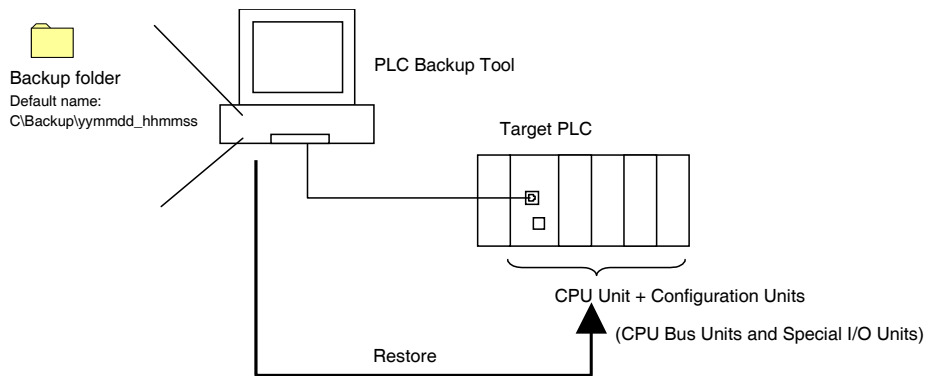 Backup folder
Default name:
C\Backup\yymmdd_hhmmss
PLC Backup Tool
Target PLC
CPU Unit + Configuration Units
(CPU Bus Units and Special I/O Units)
Restore